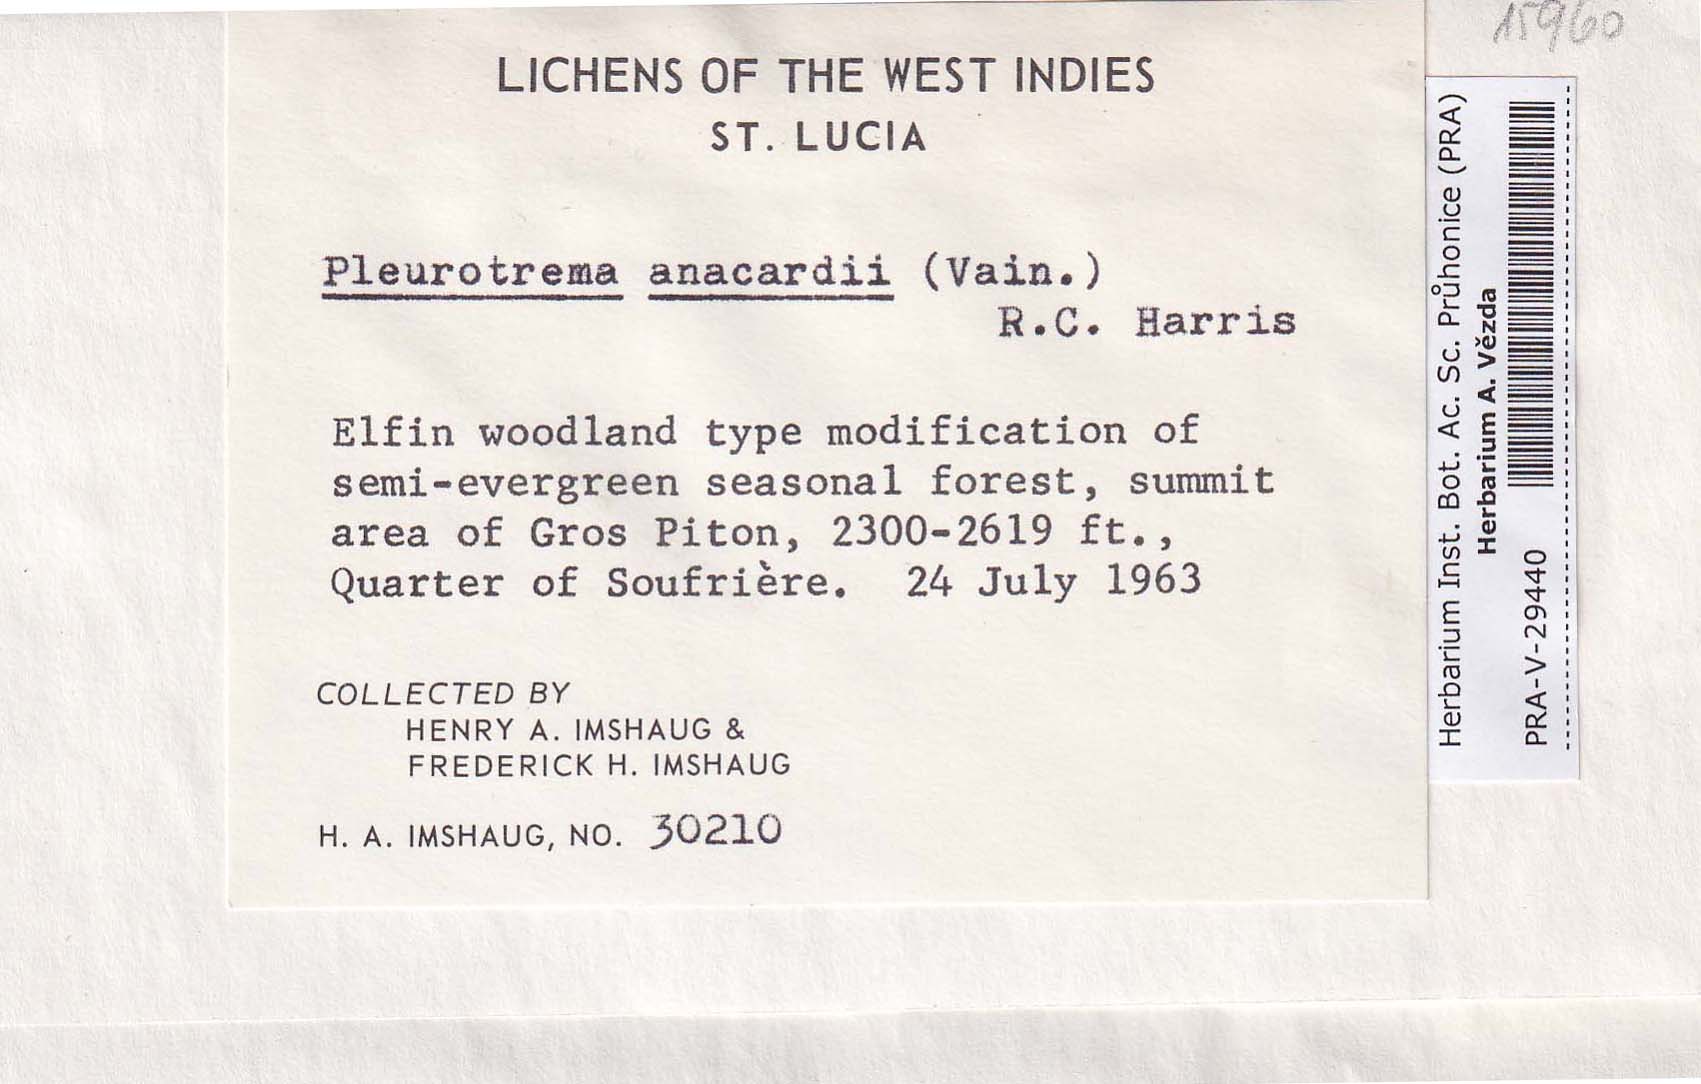 15960
LICHENS OF THE WEST INDIES
ST. LUCIA
Pleurotrema anacardii (Vain.)
R.C. Harris
Elfin woodland type modification of
semi-evergreen seasonal forest, summit
area of Gros Piton, 2300-2619 ft.,
Quarter of Soufrière. 24 July 1963
COLLECTED BY
HENRY A. IMSHAUG &
FREDERICK H. IMSHAUG
H. A. IMSHAUG, NO. 30210
Herbarium Inst. Bot. Ac. Sc. Průhonice (PRA)
Herbarium A. Vězda
PRA-V-29440